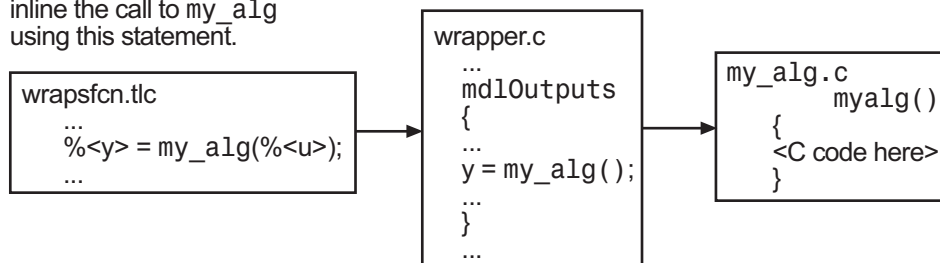 inline the call to my_alg
using this statement.
wrapsfcn.tlc
...
%<y> = my_alg(%<u>);
...
wrapper.c
...
mdlOutputs
{
...
y = my_alg();
...
}
...
my_alg.c
myalg()
{
<C code here>
}